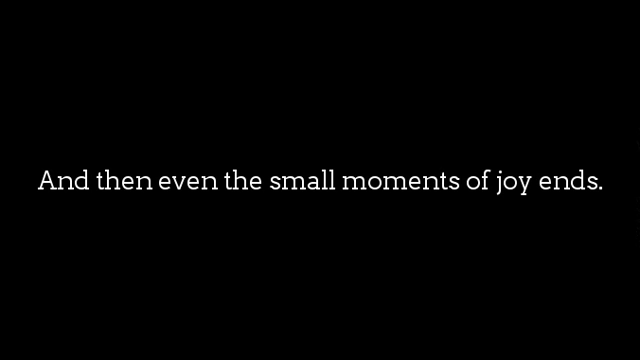 And then even the small moments of joy ends.